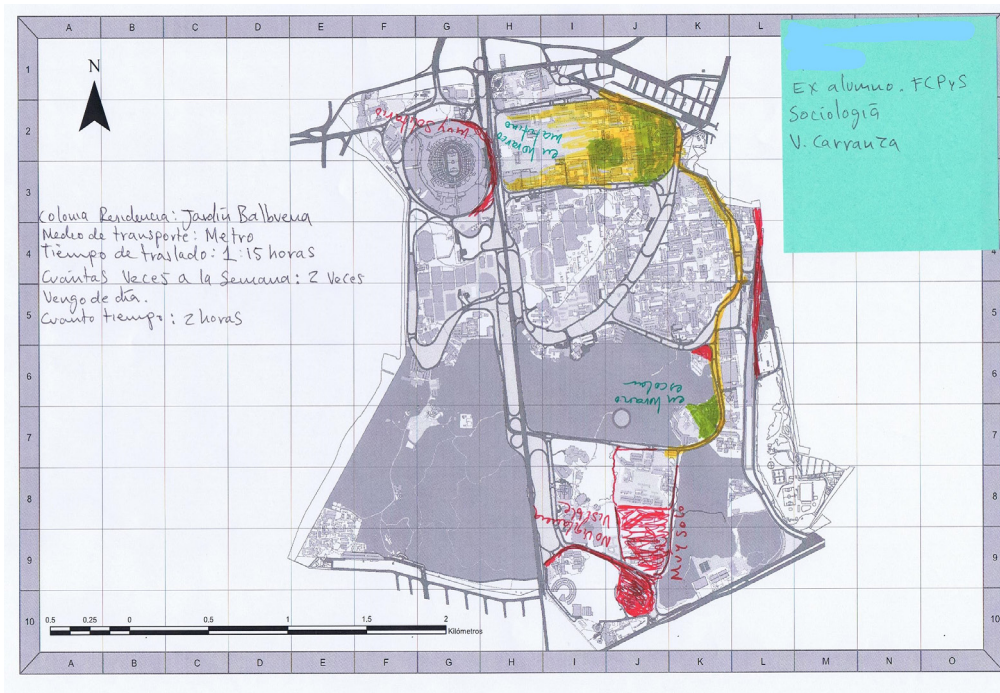 A B C D E F G H I J K L M N O
N
1
2
3
4
5
6
7
8
9
10
Ex alumno. FCPyS
Sociología
V. Carranza
es muy solitario
en horario
matutino
Colonia Residencia: Jardín Balbuena
Medio de transporte: Metro
Tiempo de traslado: 1:15 horas
Cuántas veces a la Semana: 2 Veces
Vengo de día.
Cuanto tiempo: 2 horas
en horario
escolar
No vigilancia
visible
Muy solo
0.5 0.25 0 0.5 1 1.5 2
Kilómetros
A B C D E F G H I J K L M N O